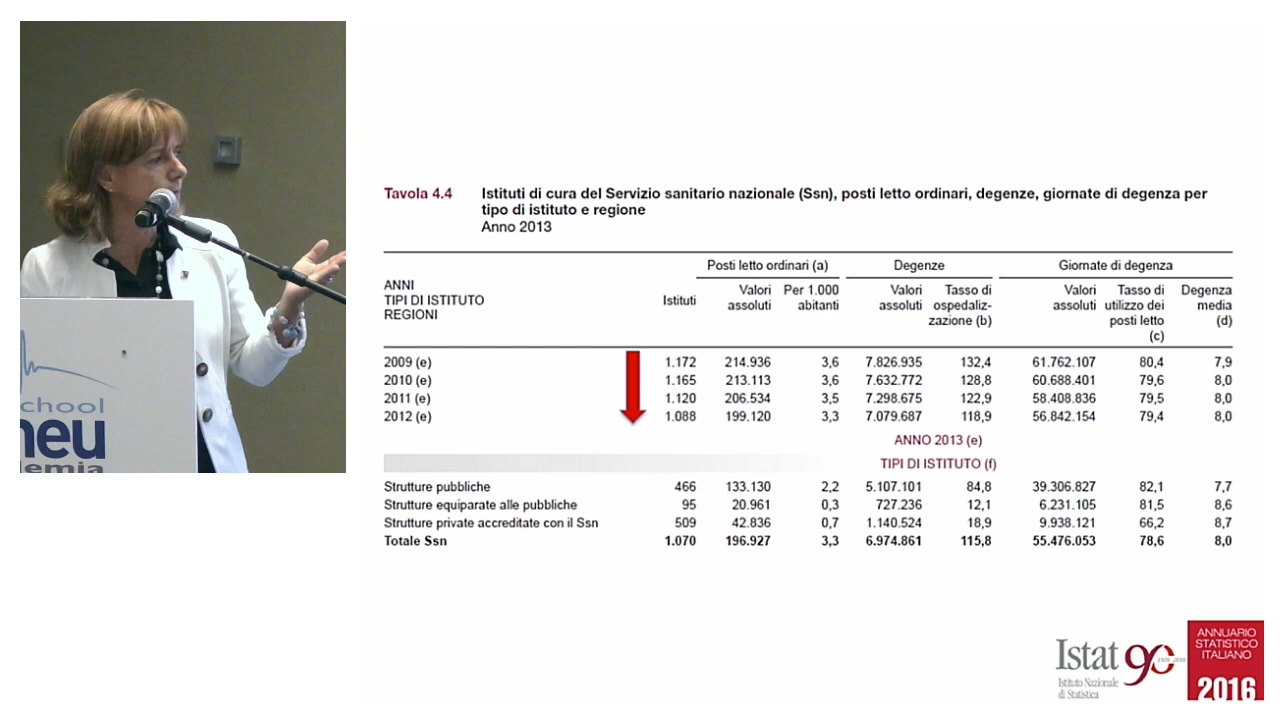 chool
neu
demia
Tavola 4.4 Istituti di cura del Servizio sanitario nazionale (Ssn), posti letto ordinari, degenze, giornate di degenza per
tipo di istituto e regione
Anno 2013
ANNI
TIPI DI ISTITUTO
REGIONI
Istituti
Posti letto ordinari (a) Degenze Giornate di degenza
Valori assoluti Per 1.000 abitanti Valori assoluti Tasso di ospedaliz-zazione (b) Valori assoluti Tasso di utilizzo dei posti letto (c) Degenza media (d)
2009 (e) 1.172 214.936 3,6 7.826.935 132,4 61.762.107 80,4 7,9
2010 (e) 1.165 213.113 3,6 7.632.772 128,8 60.688.401 79,6 8,0
2011 (e) 1.120 206.534 3,5 7.298.675 122,9 58.408.836 79,5 8,0
2012 (e) 1.088 199.120 3,3 7.079.687 118,9 56.842.154 79,4 8,0
ANNO 2013 (e)
TIPI DI ISTITUTO (f)
Strutture pubbliche 466 133.130 2,2 5.107.101 84,8 39.306.827 82,1 7,7
Strutture equiparate alle pubbliche 95 20.961 0,3 727.236 12,1 6.231.105 81,5 8,6
Strutture private accreditate con il Ssn 509 42.836 0,7 1.140.524 18,9 9.938.121 66,2 8,7
Totale Ssn 1.070 196.927 3,3 6.974.861 115,8 55.476.053 78,6 8,0
Istat 90
Istituto Nazionale
di Statistica
ANNUARIO
STATISTICO
ITALIANO
2016